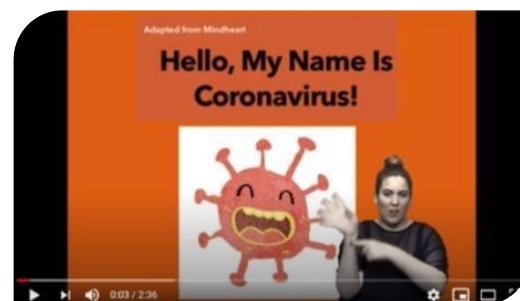 Adapted from Mindheart
Hello, My Name Is
Coronavirus!
0:03 / 2:36